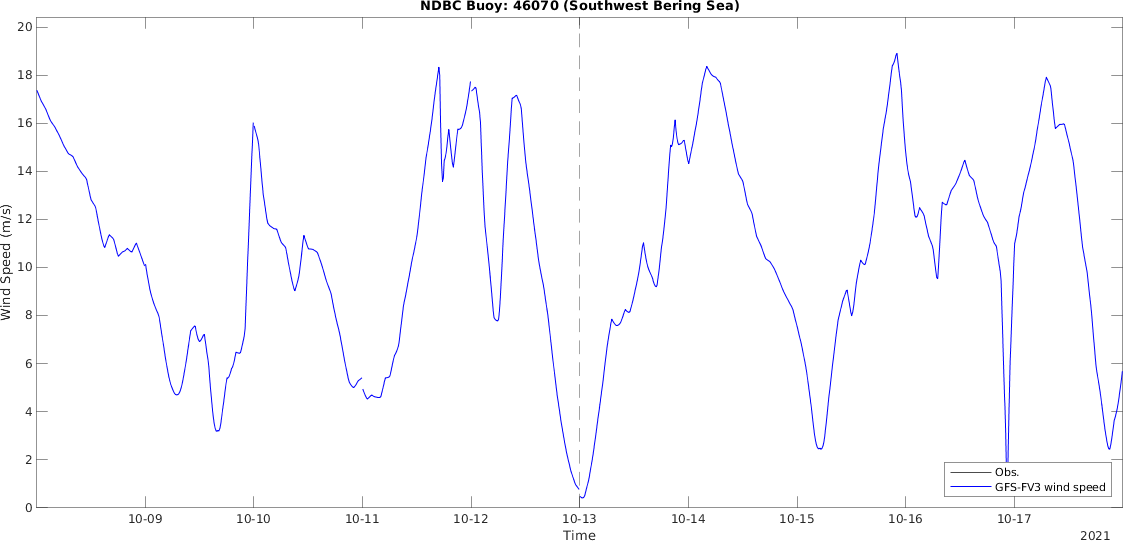 NDBC Buoy: 46070 (Southwest Bering Sea)
20
18
16
14
12
10
8
6
4
2
0
Wind Speed (m/s)
Obs.
GFS-FV3 wind speed
10-09 10-10 10-11 10-12 10-13 10-14 10-15 10-16 10-17
Time
2021